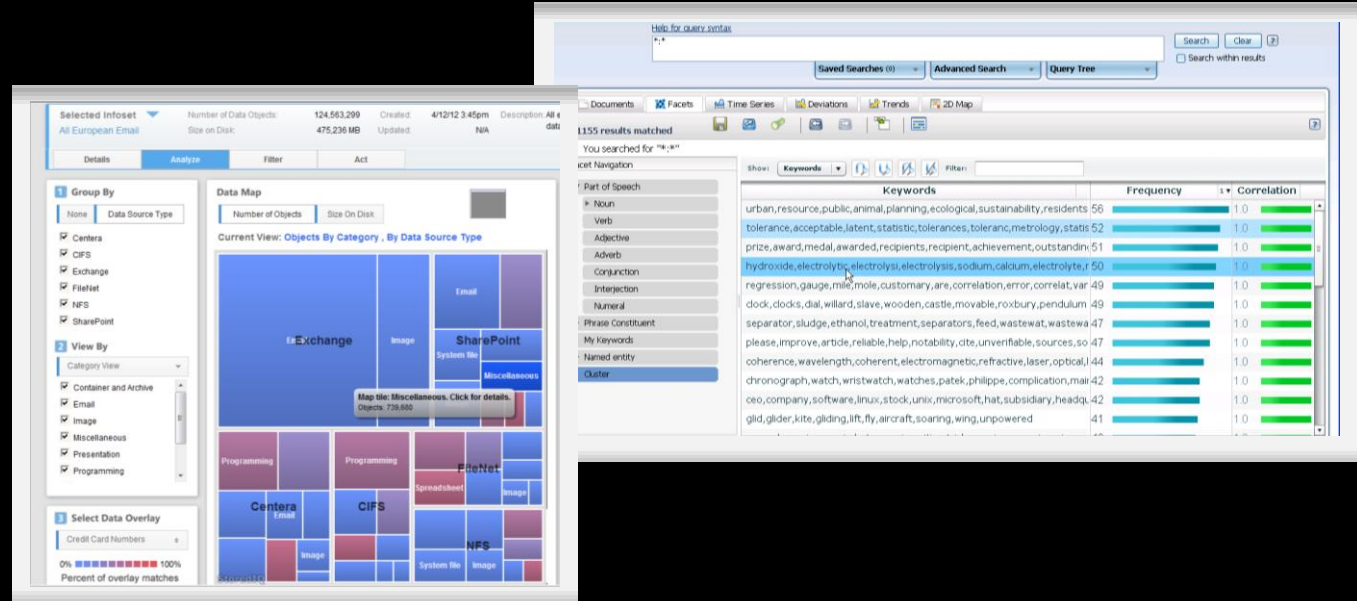 Help for query syntax
*:*
Search Clear ?
Search within results
Saved Searches (0) Advanced Search Query Tree
Documents Facets Time Series Deviations Trends 2D Map
1155 results matched
You searched for "*:*"
cet Navigation
Show: Keywords Filter:
Part of Speech
Noun
Verb
Adjective
Adverb
Conjunction
Interjection
Numeral
Phrase Constituent
My Keywords
Named entity
Cluster
Keywords Frequency 1 Correlation
urban,resource,public,animal,planning,ecological,sustainability,residents 56 1.0
tolerance,acceptable,latent,statistic,tolerances,toleranc,metrology,statis 52 1.0
prize,award,medal,awarded,recipients,recipient,achievement,outstandin 51 1.0
hydroxide,electrolytic,electrolysi,electrolysis,sodium,calcium,electrolyte,r 50 1.0
regression,gauge,mile,mole,customary,are,correlation,error,correlat,var 49 1.0
clock,clocks,dial,willard,slave,wooden,castle,movable,roxbury,pendulum 49 1.0
separator,sludge,ethanol,treatment,separators,feed,wastewat,wastewa 47 1.0
please,improve,article,reliable,help,notability,cite,unverifiable,sources,so 47 1.0
coherence,wavelength,coherent,electromagnetic,refractive,laser,optical,l 44 1.0
chronograph,watch,wristwatch,watches,patek,philippe,complication,mai 42 1.0
ceo,company,software,linux,stock,unix,microsoft,hat,subsidiary,headqu 42 1.0
glid,glider,kite,gliding,lift,fly,aircraft,soaring,wing,unpowered 41 1.0
Selected Infoset Number of Data Objects: 124,563,299 Created: 4/12/12 3:45pm Description: All e
All European Email Size on Disk: 475,236 MB Updated: N/A data
Details Analyze Filter Act
1 Group By
None Data Source Type
Centera
CIFS
Exchange
FileNet
NFS
SharePoint
2 View By
Category View
Container and Archive
Email
Image
Miscellaneous
Presentation
Programming
3 Select Data Overlay
Credit Card Numbers
0% 100%
Percent of overlay matches
Data Map
Number of Objects Size On Disk
Current View: Objects By Category , By Data Source Type
Exchange
Image
Email
SharePoint
System file
Miscellaneous
Map tile: Miscellaneous. Click for details.
Objects: 739,680
Programming
Programming
FileNet
Spreadsheet
Image
Centera
Email
CIFS
Image
NFS
System file
Image
StoredIQ